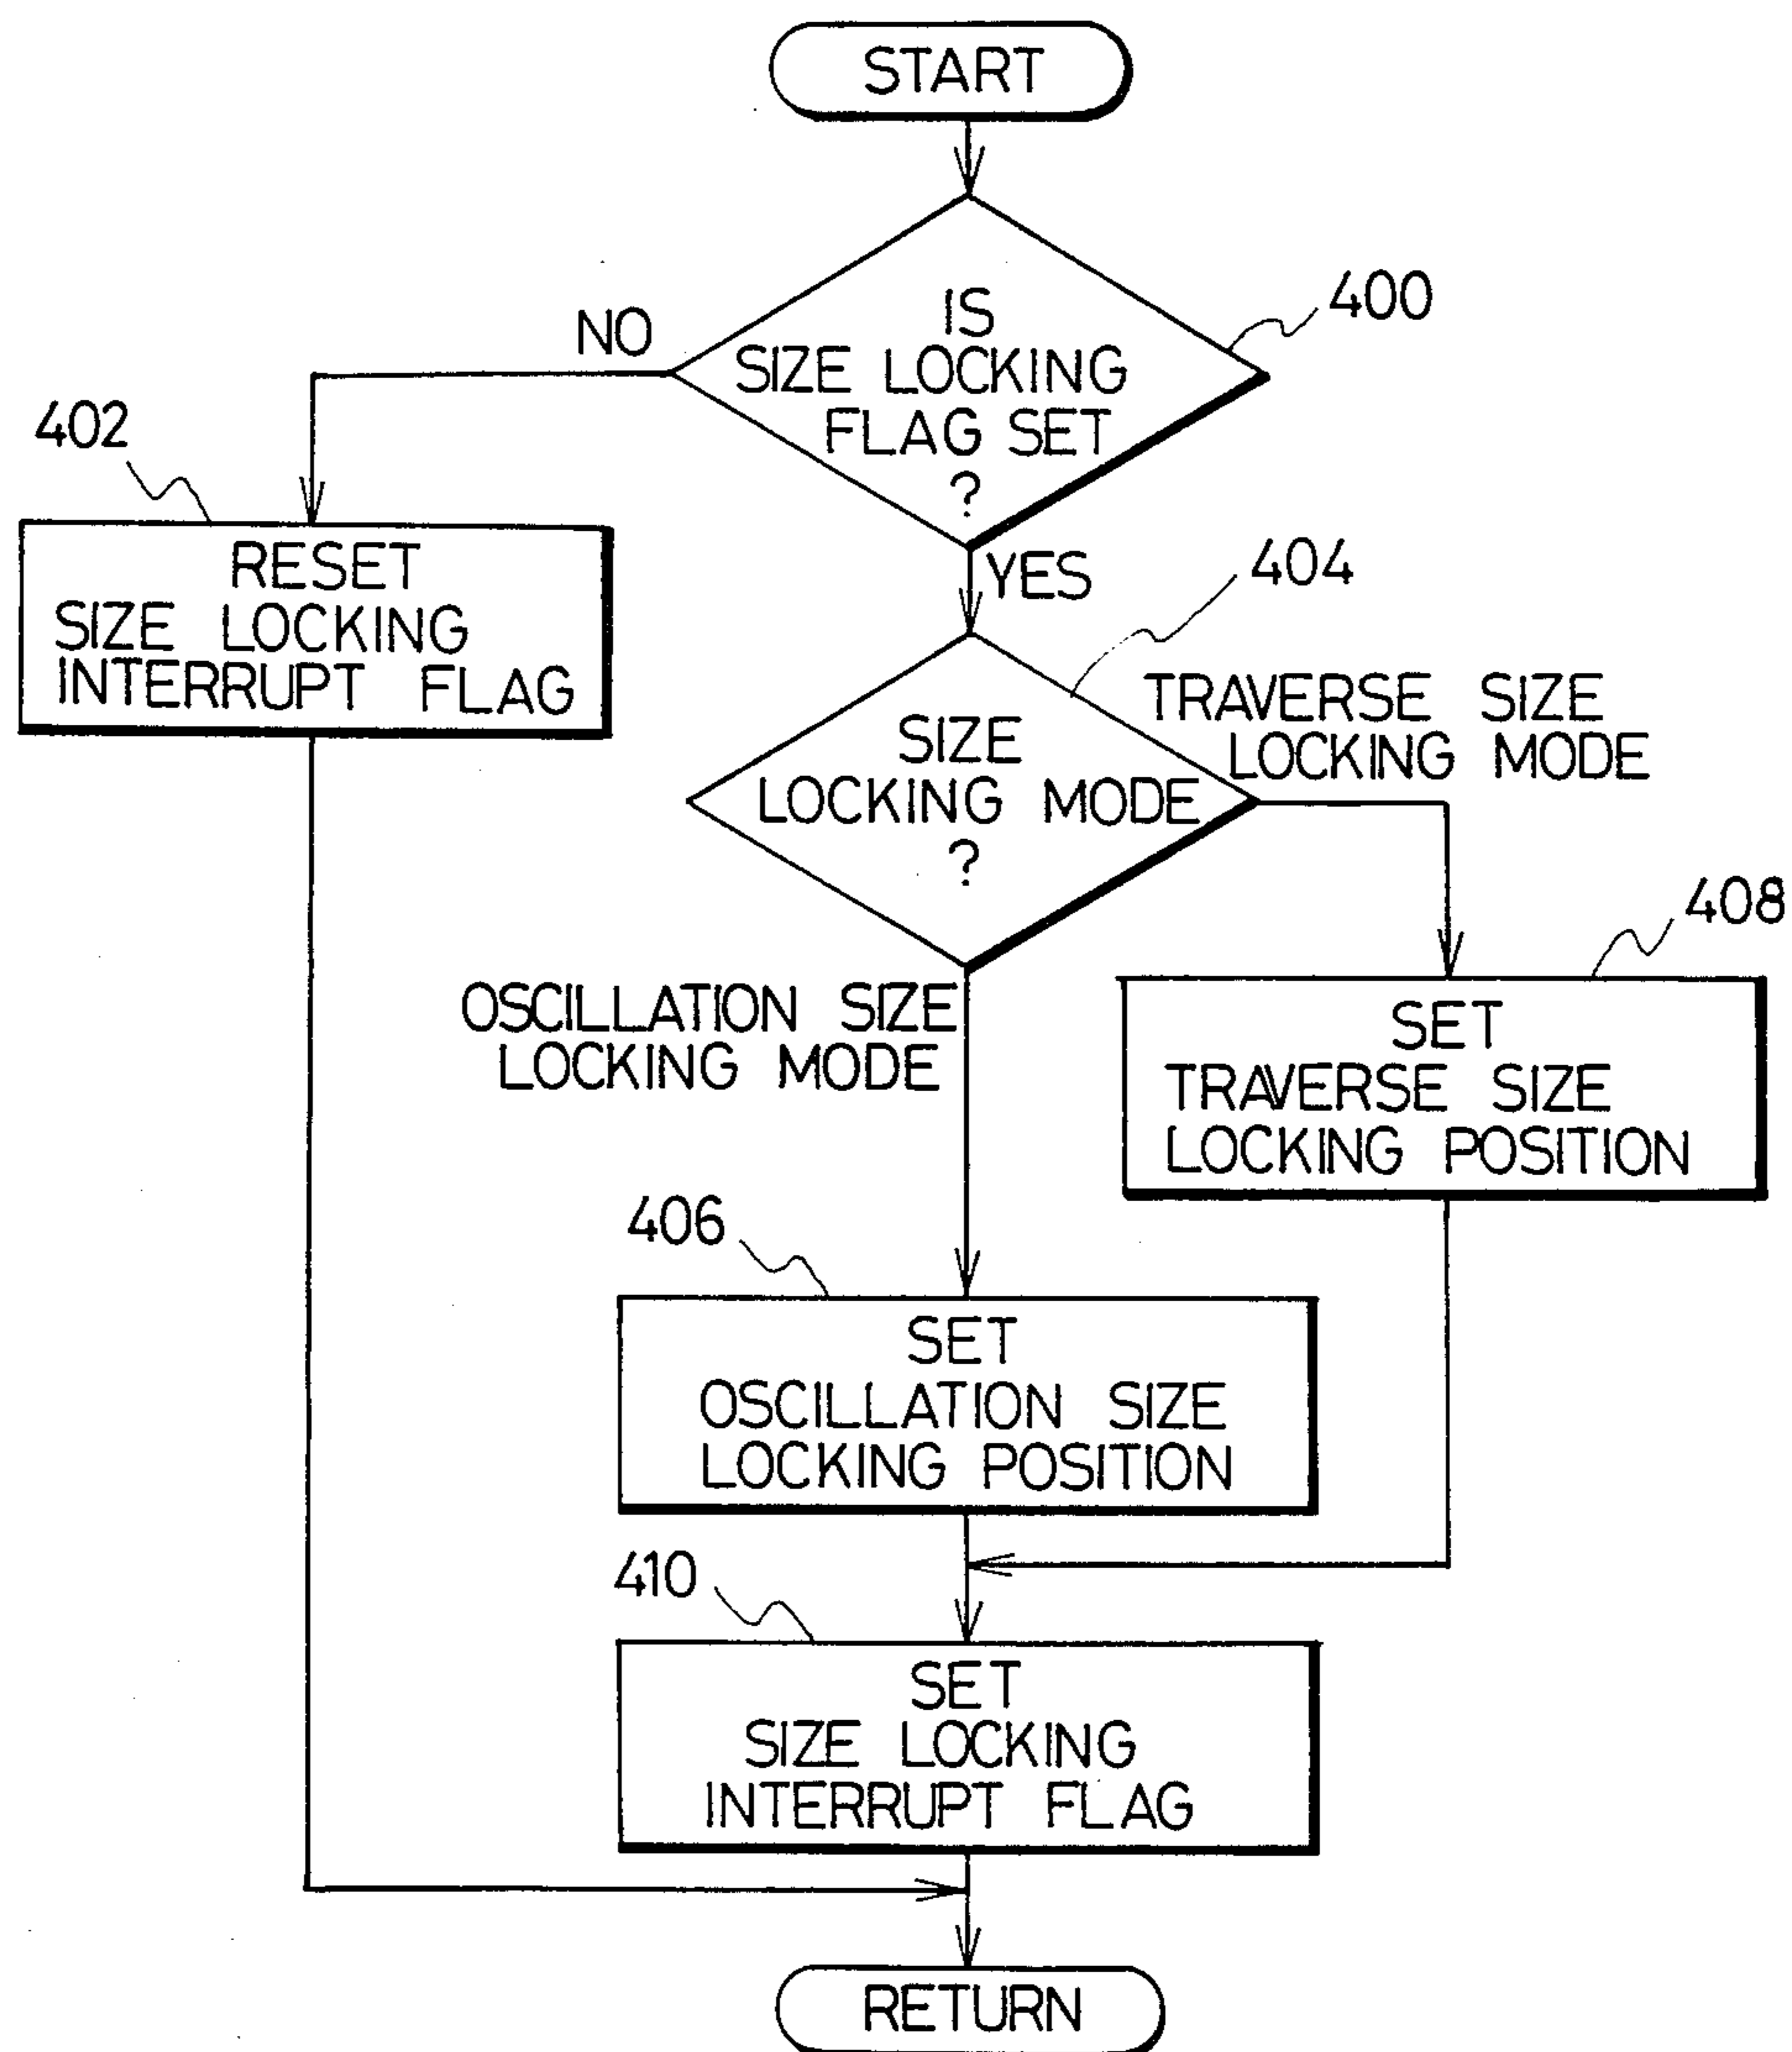 START
IS
SIZE LOCKING
FLAG SET
?
400
NO
402
RESET
SIZE LOCKING
INTERRUPT FLAG
YES
404
SIZE
LOCKING MODE
?
TRAVERSE SIZE
LOCKING MODE
408
SET
TRAVERSE SIZE
LOCKING POSITION
OSCILLATION SIZE
LOCKING MODE
406
SET
OSCILLATION SIZE
LOCKING POSITION
410
SET
SIZE LOCKING
INTERRUPT FLAG
RETURN